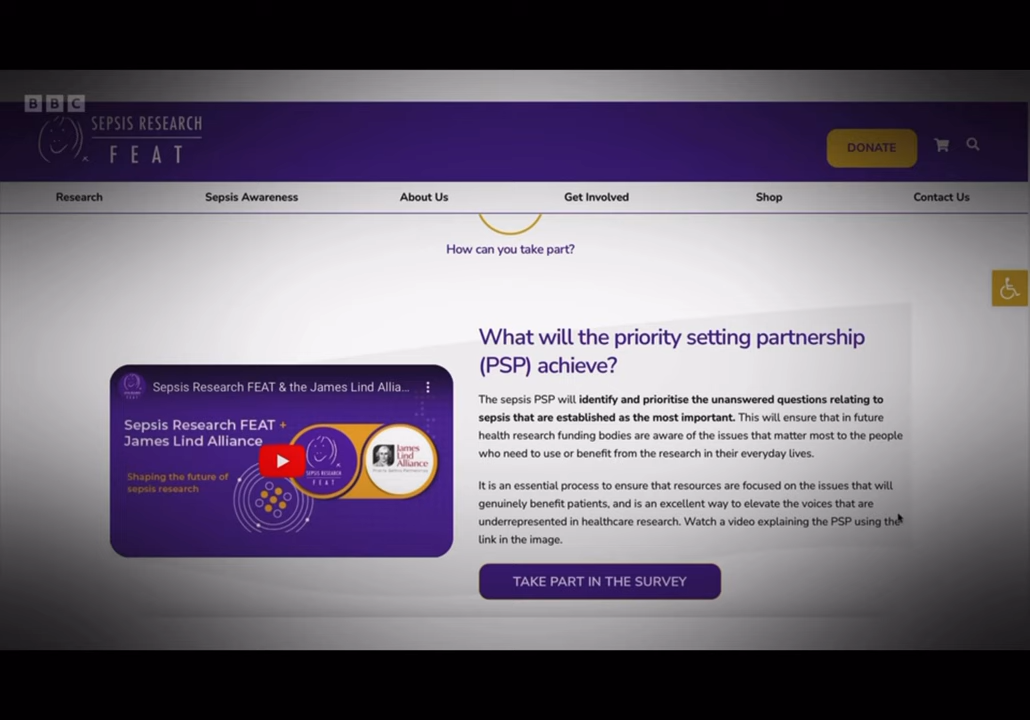 BBC
SEPSIS RESEARCH
FEAT
DONATE
Research
Sepsis Awareness
About Us
Get Involved
Shop
Contact Us
How can you take part?
What will the priority setting partnership
(PSP) achieve?
Sepsis Research FEAT & the James Lind Allia...
Sepsis Research FEAT +
James Lind Alliance
Shaping the future of
sepsis research
SEPSIS RESEARCH
FEAT
James
Lind
Alliance
Priority Setting Partnerships
The sepsis PSP will identify and prioritise the unanswered questions relating to
sepsis that are established as the most important. This will ensure that in future
health research funding bodies are aware of the issues that matter most to the people
who need to use or benefit from the research in their everyday lives.
It is an essential process to ensure that resources are focused on the issues that will
genuinely benefit patients, and is an excellent way to elevate the voices that are
underrepresented in healthcare research. Watch a video explaining the PSP using the
link in the image.
TAKE PART IN THE SURVEY